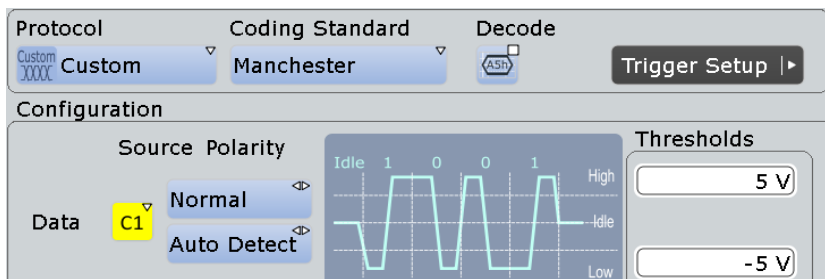 Protocol Coding Standard Decode
Custom XXXX Custom Manchester A5h Trigger Setup
Configuration
Source Polarity Thresholds
Idle 1 0 0 1
High 5 V
Normal
Data C1 Idle
Auto Detect
Low -5 V